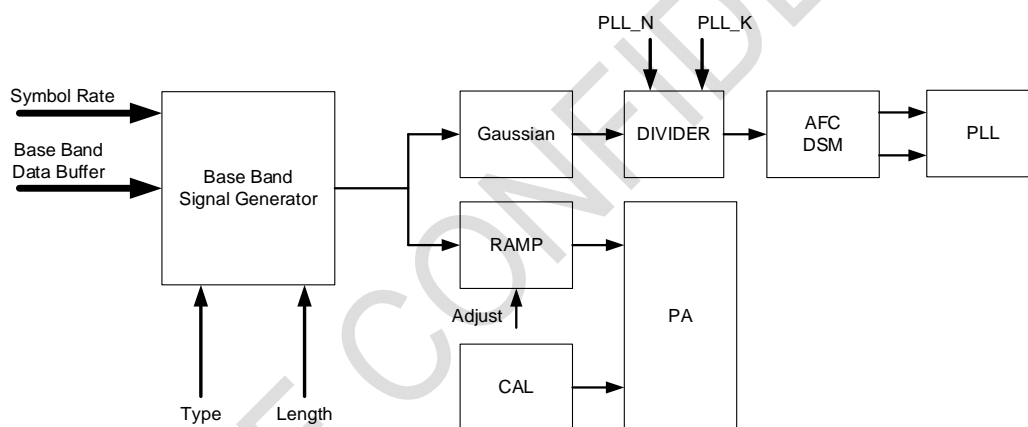 PLL_N
PLL_K
Symbol Rate
Base Band
Data Buffer
Base Band
Signal Generator
Gaussian
DIVIDER
AFC
DSM
PLL
RAMP
Adjust
PA
CAL
Type
Length